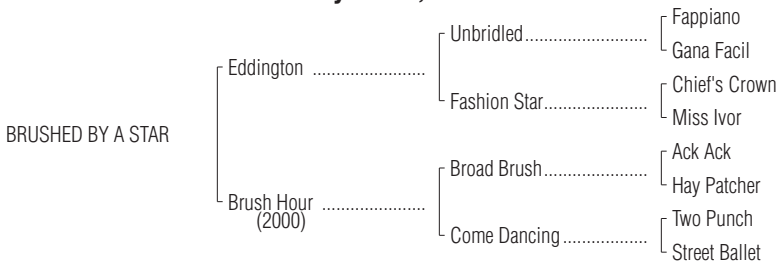 Unbridled
Fappiano
Gana Facil
Eddington
Fashion Star
Chief's Crown
Miss Ivor
BRUSHED BY A STAR
Broad Brush
Ack Ack
Hay Patcher
Brush Hour
(2000)
Come Dancing
Two Punch
Street Ballet